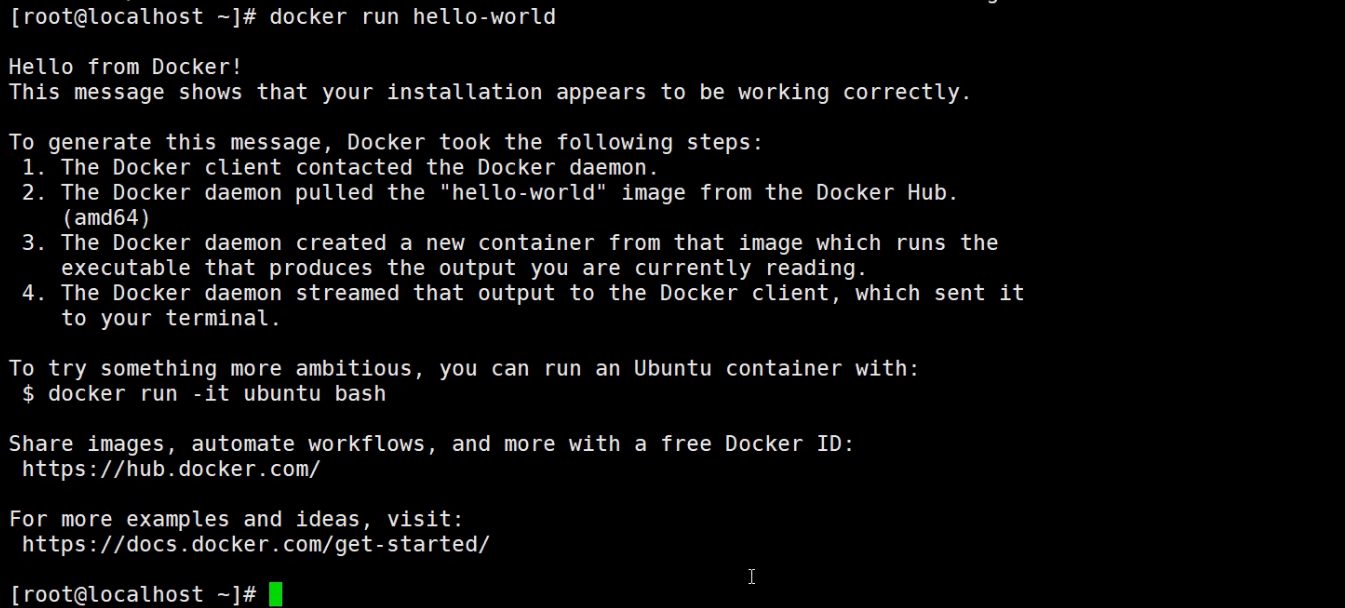 [root@localhost ~]# docker run hello-world
Hello from Docker!
This message shows that your installation appears to be working correctly.
To generate this message, Docker took the following steps:
 1. The Docker client contacted the Docker daemon.
 2. The Docker daemon pulled the "hello-world" image from the Docker Hub.
    (amd64)
 3. The Docker daemon created a new container from that image which runs the
    executable that produces the output you are currently reading.
 4. The Docker daemon streamed that output to the Docker client, which sent it
    to your terminal.
To try something more ambitious, you can run an Ubuntu container with:
 $ docker run -it ubuntu bash
Share images, automate workflows, and more with a free Docker ID:
 https://hub.docker.com/
For more examples and ideas, visit:
 https://docs.docker.com/get-started/
[root@localhost ~]#